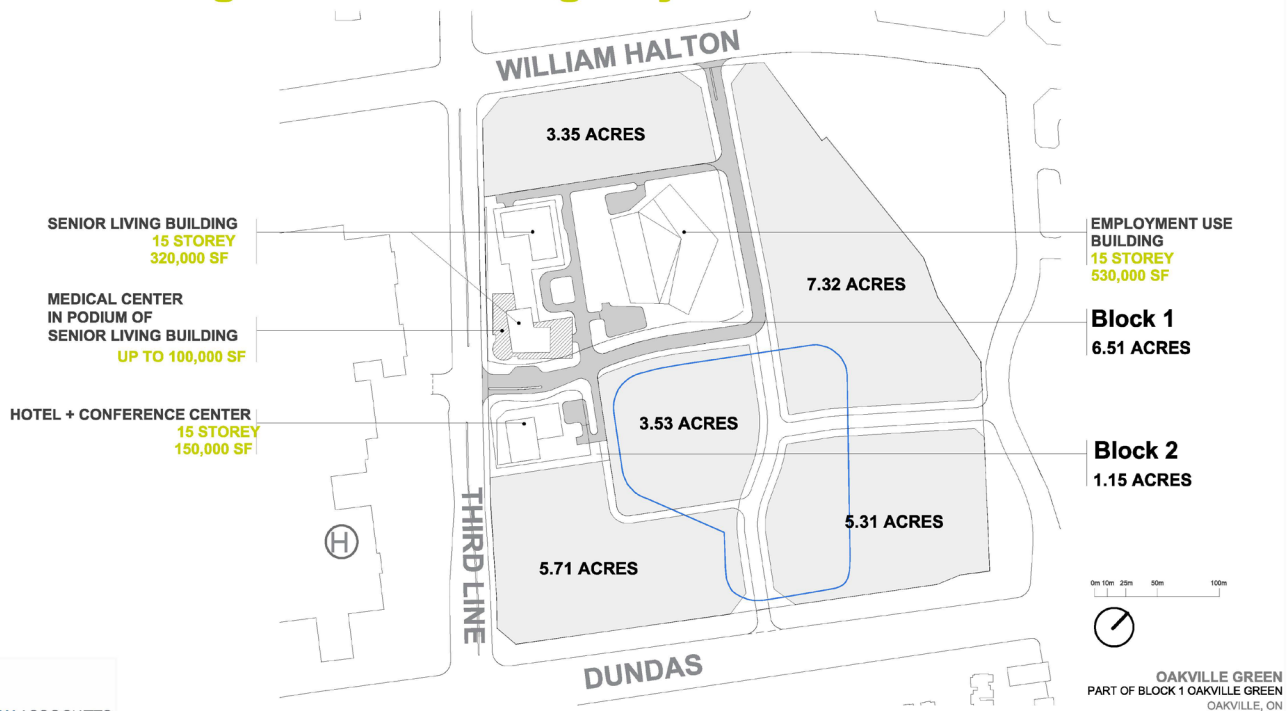 WILLIAM HALTON
3.35 ACRES
SENIOR LIVING BUILDING
15 STOREY
320,000 SF
EMPLOYMENT USE
BUILDING
15 STOREY
530,000 SF
7.32 ACRES
MEDICAL CENTER
IN PODIUM OF
SENIOR LIVING BUILDING
UP TO 100,000 SF
Block 1
6.51 ACRES
HOTEL + CONFERENCE CENTER
15 STOREY
150,000 SF
3.53 ACRES
Block 2
1.15 ACRES
THIRD LINE
H
5.31 ACRES
5.71 ACRES
0m 10m 25m 50m 100m
DUNDAS
OAKVILLE GREEN
PART OF BLOCK 1 OAKVILLE GREEN
OAKVILLE, ON